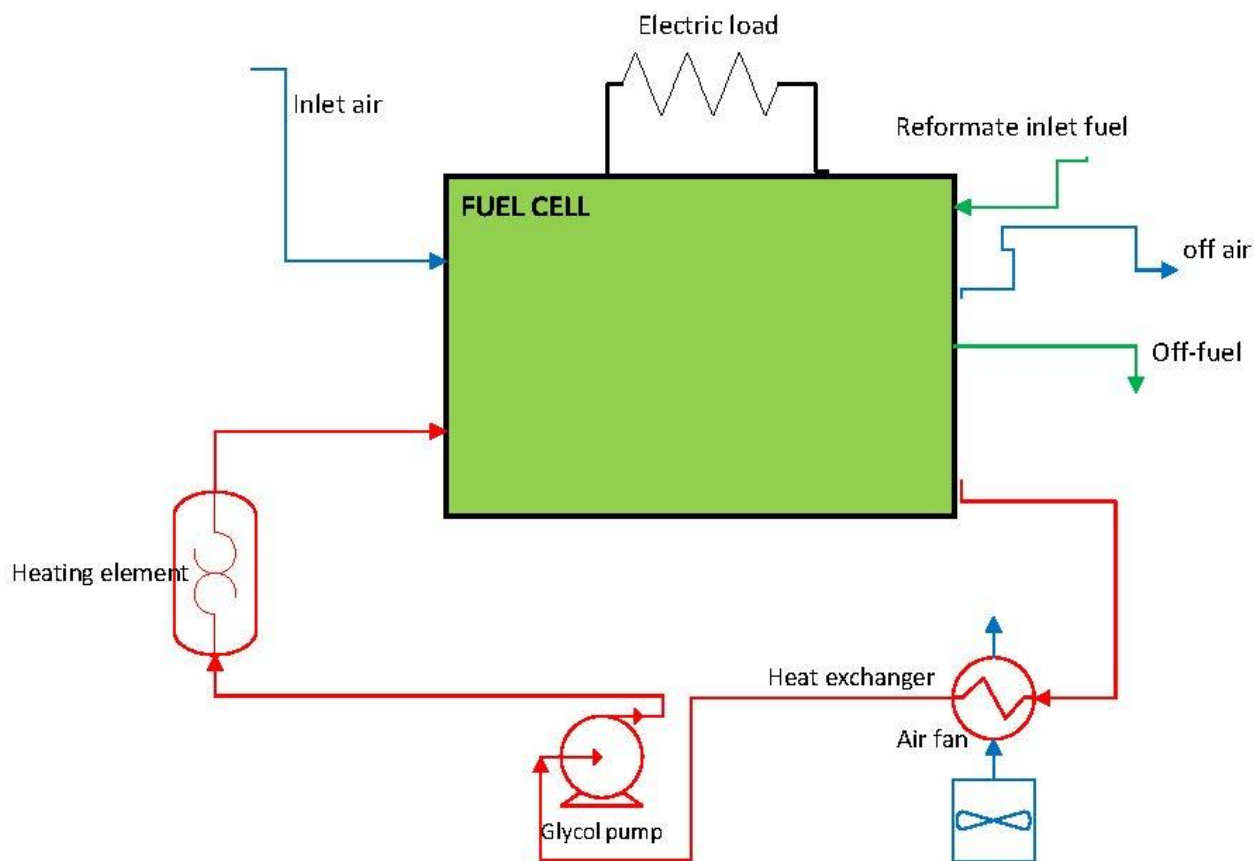 Electric load
Inlet air
Reformate inlet fuel
FUEL CELL
off air
Off-fuel
Heating element
Heat exchanger
Air fan
Glycol pump